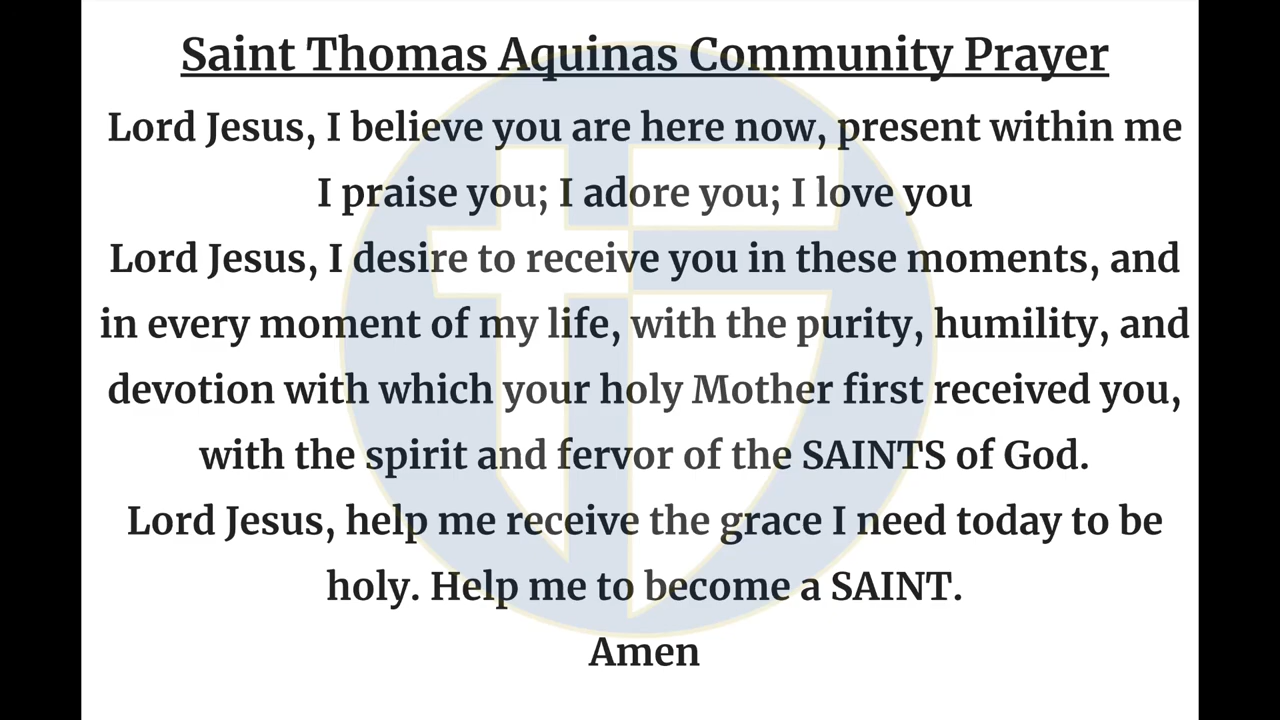 Saint Thomas Aquinas Community Prayer
Lord Jesus, I believe you are here now, present within me
I praise you; I adore you; I love you
Lord Jesus, I desire to receive you in these moments, and
in every moment of my life, with the purity, humility, and
devotion with which your holy Mother first received you,
with the spirit and fervor of the SAINTS of God.
Lord Jesus, help me receive the grace I need today to be
holy. Help me to become a SAINT.
Amen